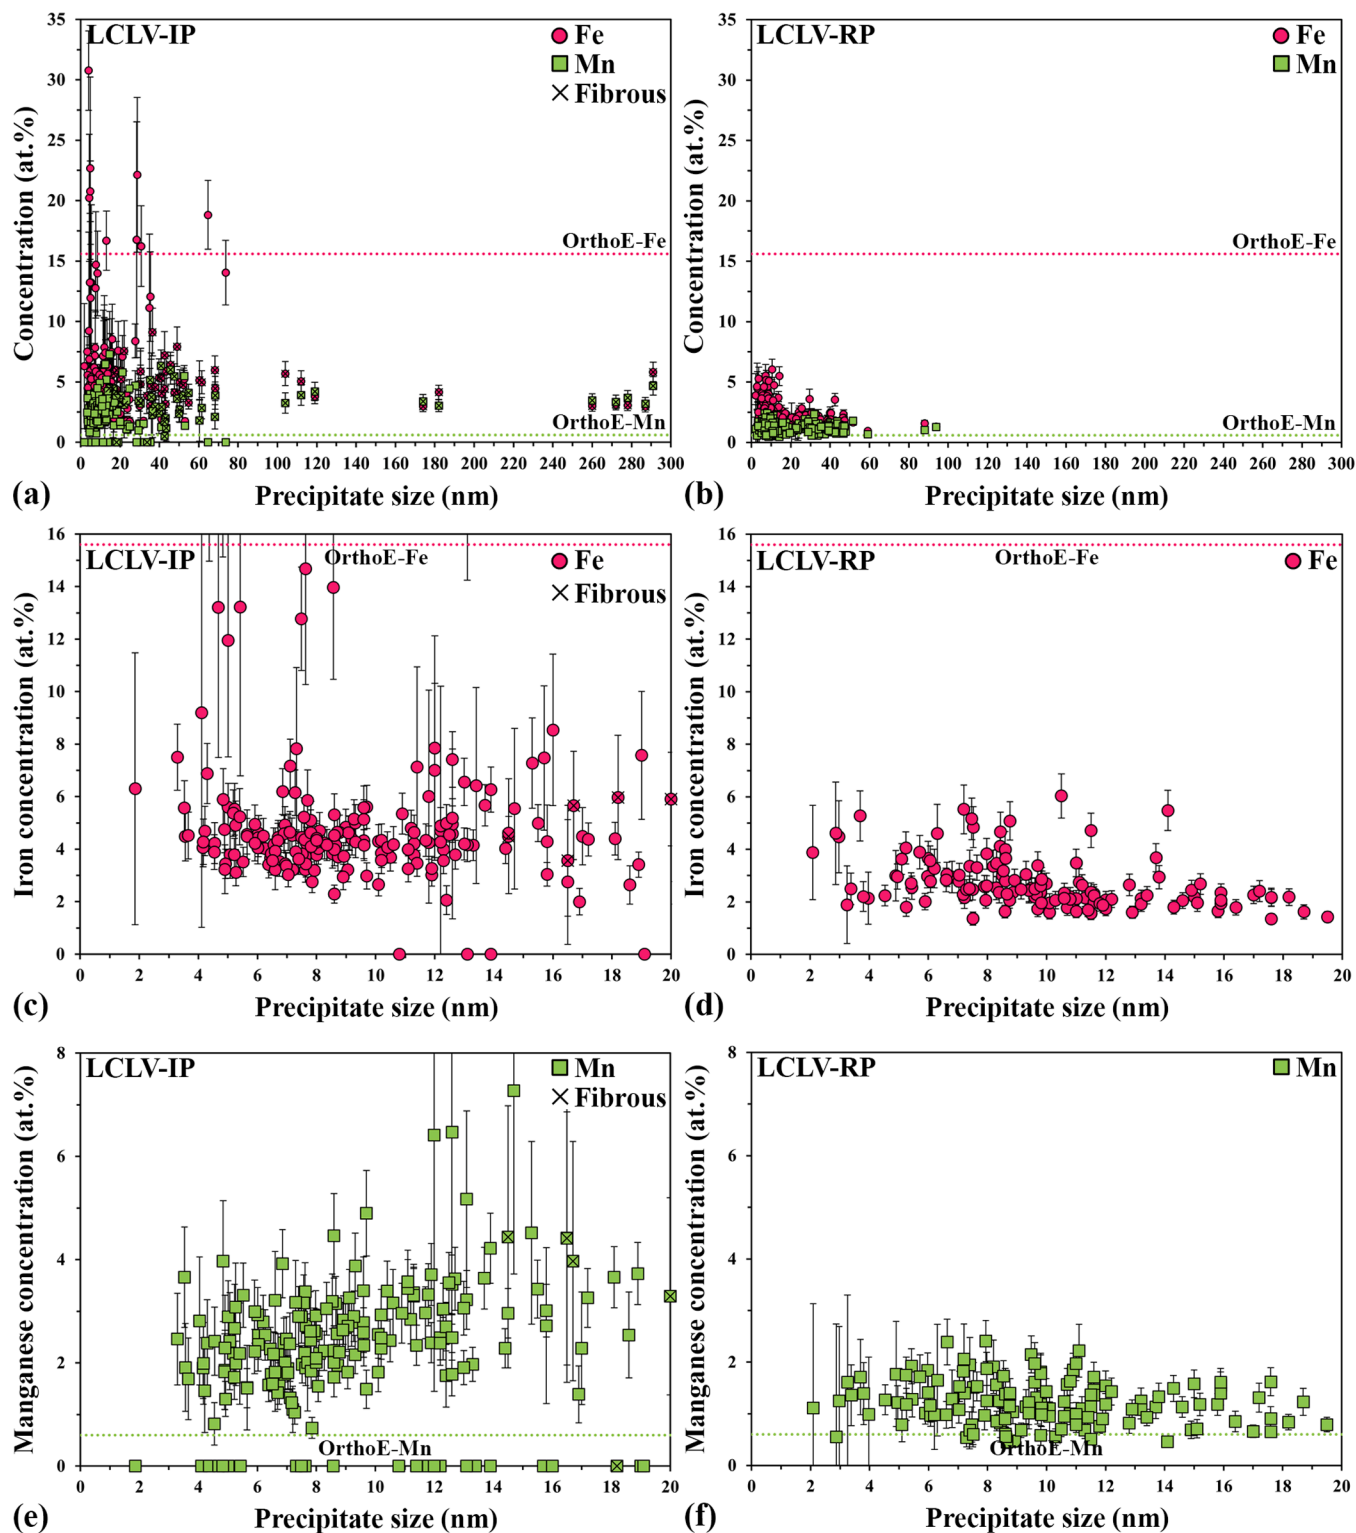 LCLV-IP
Fe
Mn
Fibrous
35
30
25
20
15
10
5
0
Concentration (at.%)
OrthoE-Fe
OrthoE-Mn
0 20 40 60 80 100 120 140 160 180 200 220 240 260 280 300
Precipitate size (nm)
(a)
LCLV-RP
Fe
Mn
35
30
25
20
15
10
5
0
Concentration (at.%)
OrthoE-Fe
OrthoE-Mn
0 20 40 60 80 100 120 140 160 180 200 220 240 260 280 300
Precipitate size (nm)
(b)
LCLV-IP
OrthoE-Fe
Fe
Fibrous
16
14
12
10
8
6
4
2
0
Iron concentration (at.%)
0 2 4 6 8 10 12 14 16 18 20
Precipitate size (nm)
(c)
LCLV-RP
OrthoE-Fe
Fe
16
14
12
10
8
6
4
2
0
Iron concentration (at.%)
0 2 4 6 8 10 12 14 16 18 20
Precipitate size (nm)
(d)
LCLV-IP
Mn
Fibrous
8
6
4
2
0
Manganese concentration (at.%)
OrthoE-Mn
0 2 4 6 8 10 12 14 16 18 20
Precipitate size (nm)
(e)
LCLV-RP
Mn
8
6
4
2
0
Manganese concentration (at.%)
OrthoE-Mn
0 2 4 6 8 10 12 14 16 18 20
Precipitate size (nm)
(f)